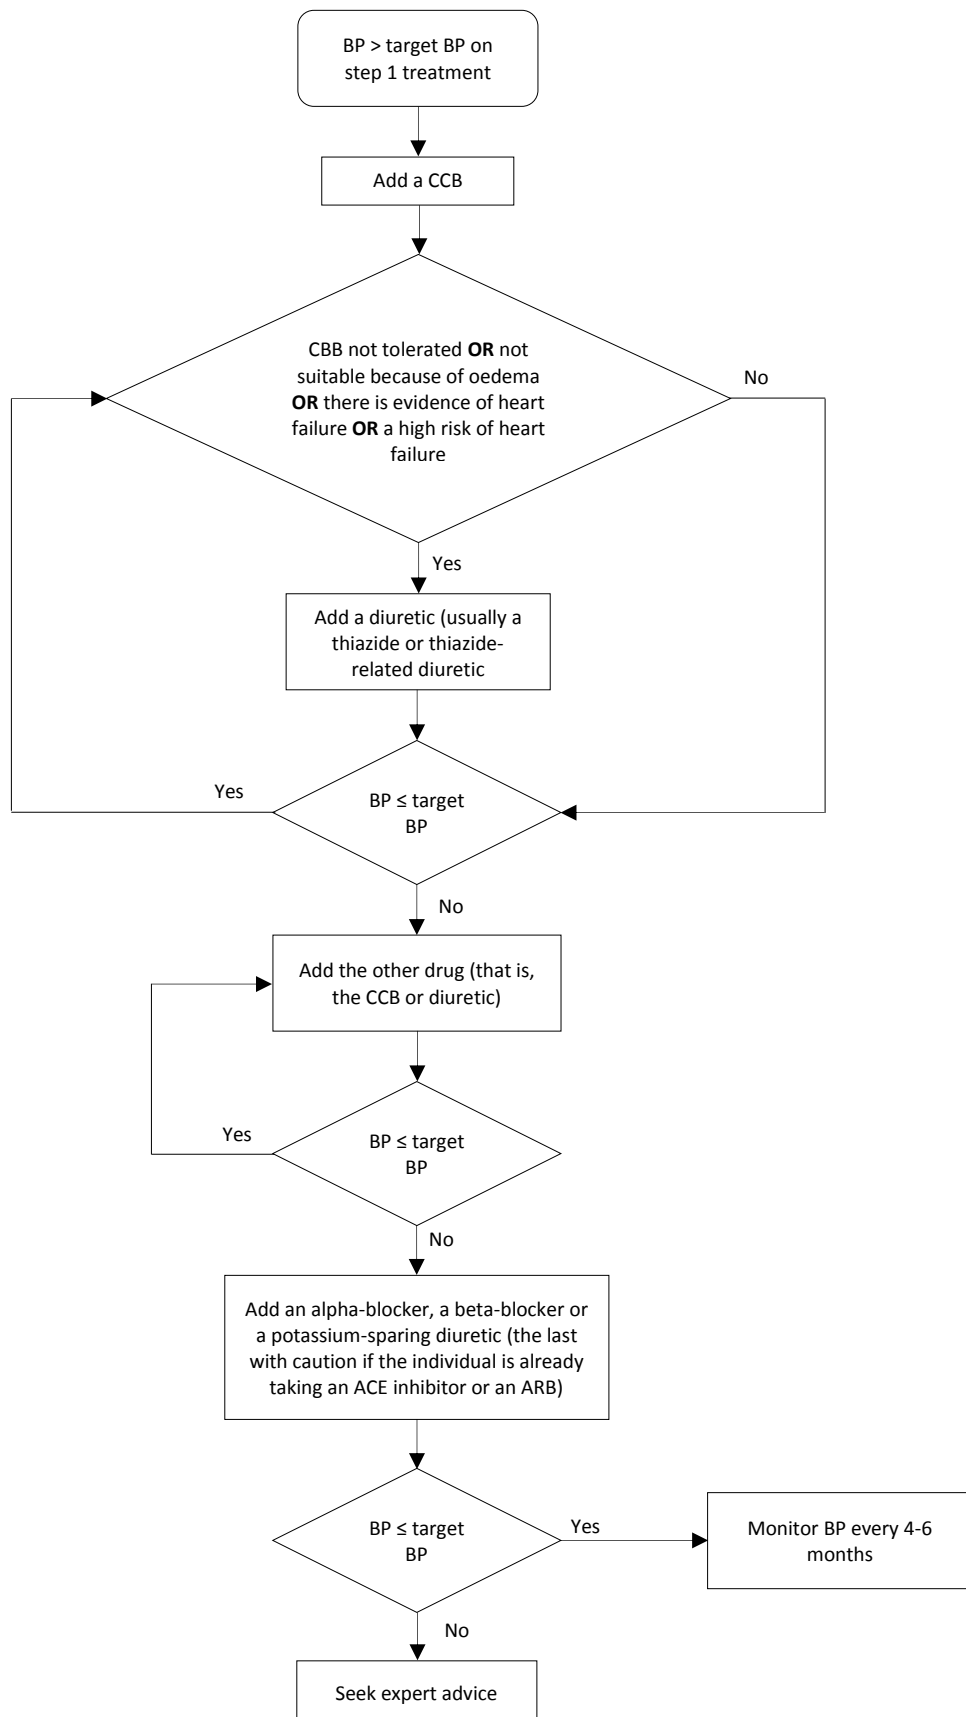 BP > target BP on
step 1 treatment
Add a CCB
CBB not tolerated OR not
suitable because of oedema
OR there is evidence of heart
failure OR a high risk of heart
failure
No
Yes
Add a diuretic (usually a
thiazide or thiazide-
related diuretic
Yes
BP ≤ target
BP
No
Add the other drug (that is,
the CCB or diuretic)
Yes
BP ≤ target
BP
No
Add an alpha-blocker, a beta-blocker or
a potassium-sparing diuretic (the last
with caution if the individual is already
taking an ACE inhibitor or an ARB)
BP ≤ target
BP
Yes
Monitor BP every 4-6
months
No
Seek expert advice